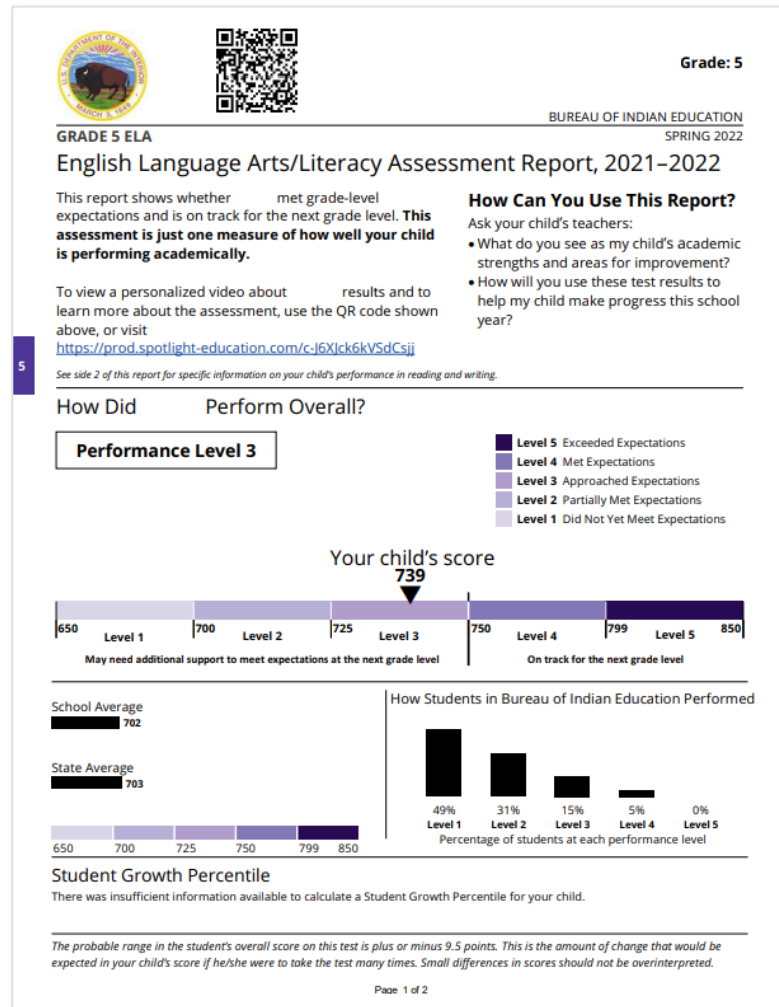 U.S. DEPARTMENT OF THE INTERIOR
MARCH 3, 1849
Grade: 5
BUREAU OF INDIAN EDUCATION
GRADE 5 ELA
SPRING 2022
English Language Arts/Literacy Assessment Report, 2021–2022
This report shows whether met grade-level
expectations and is on track for the next grade level. This
assessment is just one measure of how well your child
is performing academically.
To view a personalized video about results and to
learn more about the assessment, use the QR code shown
above, or visit
https://prod.spotlight-education.com/c-J6XJck6kVSdCsjj
See side 2 of this report for specific information on your child's performance in reading and writing.
How Can You Use This Report?
Ask your child's teachers:
• What do you see as my child's academic
strengths and areas for improvement?
• How will you use these test results to
help my child make progress this school
year?
5
How Did Perform Overall?
Performance Level 3
Level 5 Exceeded Expectations
Level 4 Met Expectations
Level 3 Approached Expectations
Level 2 Partially Met Expectations
Level 1 Did Not Yet Meet Expectations
Your child's score
739
650 Level 1 700 Level 2 725 Level 3 750 Level 4 799 Level 5 850
May need additional support to meet expectations at the next grade level
On track for the next grade level
School Average
702
State Average
703
650 700 725 750 799 850
How Students in Bureau of Indian Education Performed
49% 31% 15% 5% 0%
Level 1 Level 2 Level 3 Level 4 Level 5
Percentage of students at each performance level
Student Growth Percentile
There was insufficient information available to calculate a Student Growth Percentile for your child.
The probable range in the student's overall score on this test is plus or minus 9.5 points. This is the amount of change that would be
expected in your child's score if he/she were to take the test many times. Small differences in scores should not be overinterpreted.
Page 1 of 2